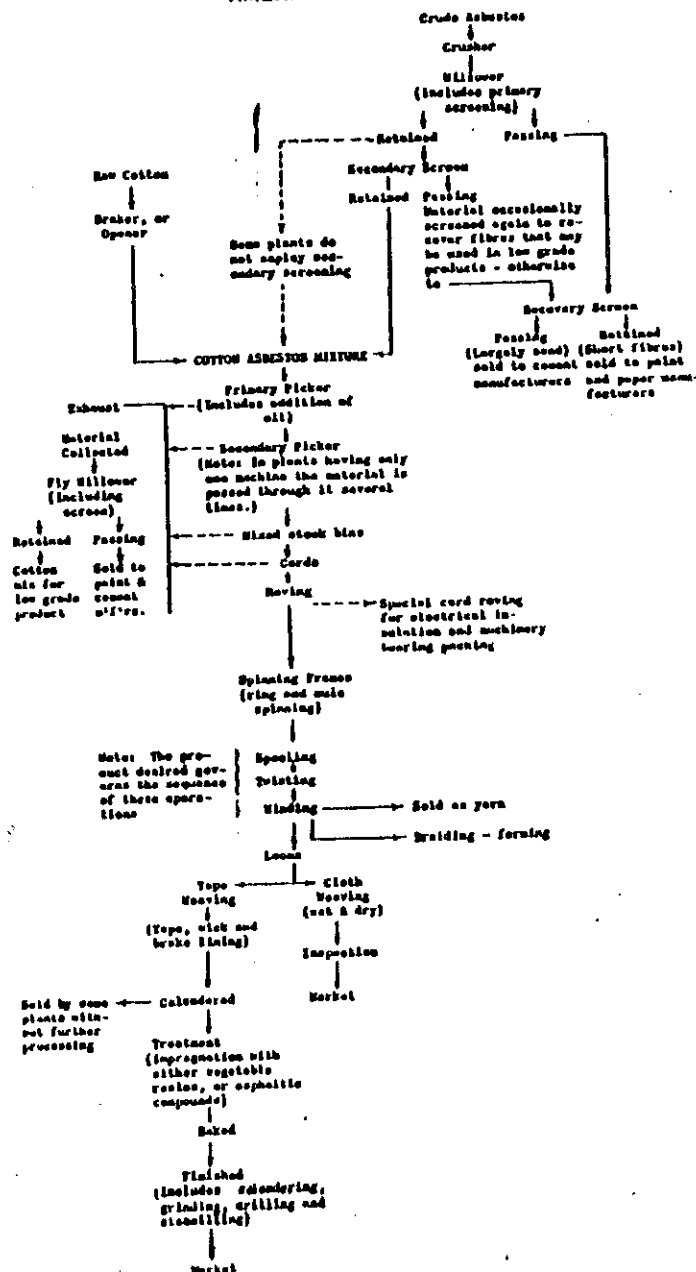 Crude Asbestos
Crusher
Willower
(Includes primary
screening)
Retained
Passing
Secondary Screen
Retained
Passing
Material occasionally
screened again to re-
cover fibres that may
be used in low grade
products - otherwise
to
Recovery Screen
Passing
(Largely sand)
sold to cement
manufacturers
Retained
(Short fibres)
sold to paint
and paper manu-
facturers
Raw Cotton
Braker, or
Opener
Some plants do
not employ sec-
ondary screening
COTTON ASBESTOS MIXTURE
Primary Picker
(Includes addition of
oil)
Exhaust
Material
Collected
Fly Willower
(Including
screen)
Retained
Passing
Cotton
mix for
low grade
product
Sold to
paint &
cement
m'f'rs.
Secondary Picker
(Note: In plants having only
one machine the material is
passed through it several
times.)
Mixed stock bins
Cards
Roving
Special cord roving
for electrical in-
sulation and machinery
bearing packing
Spinning Frames
(ring and mule
spinning)
Note: The pro-
duct desired gov-
erns the sequence
of these opera-
tions
Spooling
Twisting
Winding
Sold as yarn
Braiding - forming
Looms
Tape
Weaving
(Tape, wick and
brake lining)
Cloth
Weaving
(wet & dry)
Inspection
Market
Calendered
Sold by some
plants with-
out further
processing
Treatment
(Impregnation with
either vegetable
resins, or asphaltic
compounds)
Baked
Finished
(Includes calendering,
grinding, drilling and
Market